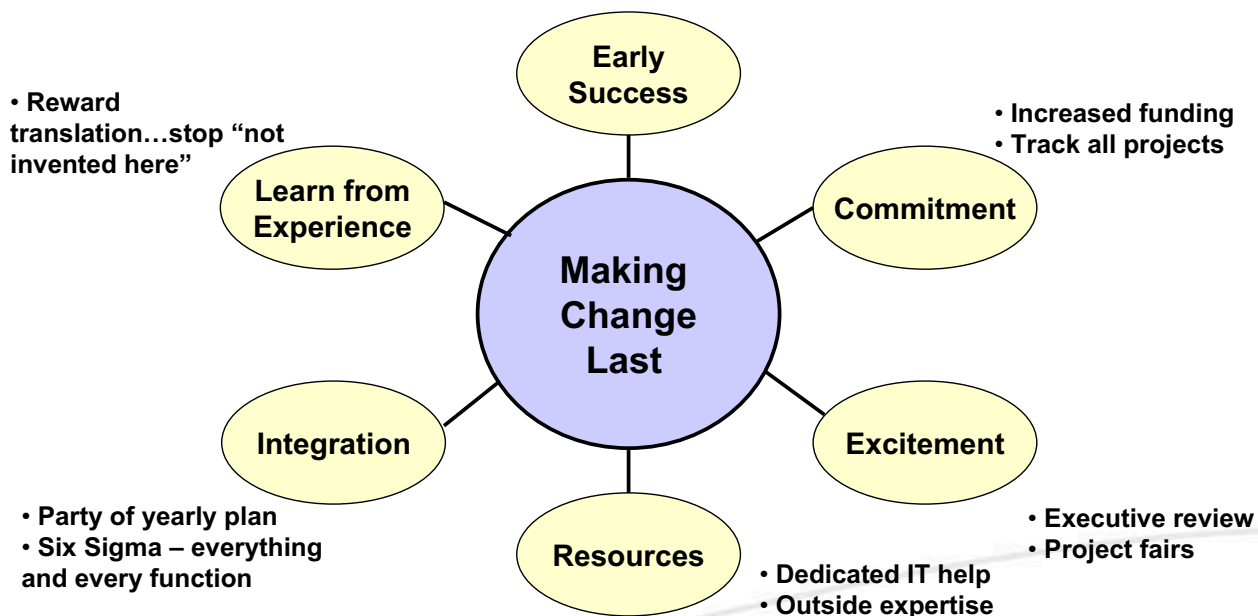 Early
Success
• Reward
translation…stop “not
invented here”
• Increased funding
• Track all projects
Learn from
Experience
Commitment
Making
Change
Last
Integration
Excitement
• Party of yearly plan
• Six Sigma – everything
and every function
Resources
• Executive review
• Project fairs
• Dedicated IT help
• Outside expertise